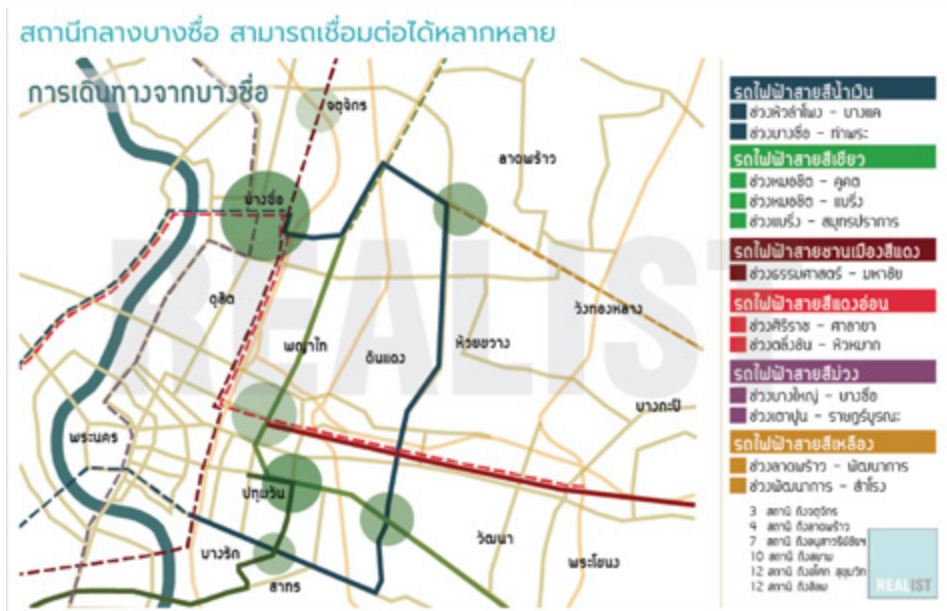 สถานีกลางบางซื่อ สามารถเชื่อมต่อได้หลากหลาย
การเดินทางจากบางซื่อ
จตุจักร
ลาดพร้าว
บางซื่อ
ดุสิต
วังทองหลาง
พญาไท
ดินแดง
ห้วยขวาง
บางกะปิ
พระนคร
ปทุมวัน
วัฒนา
บางรัก
พระโขนง
สาทร
REALIST
รถไฟฟ้าสายสีน้ำเงิน
ช่วงหัวลำโพง - บางแค
ช่วงบางซื่อ - ท่าพระ
รถไฟฟ้าสายสีเขียว
ช่วงหมอชิต - คูคต
ช่วงหมอชิต - แบริ่ง
ช่วงแบริ่ง - สมุทรปราการ
รถไฟฟ้าสายชานเมืองสีแดง
ช่วงธรรมศาสตร์ - มหาชัย
รถไฟฟ้าสายสีแดงอ่อน
ช่วงศิริราช - ศาลายา
ช่วงตลิ่งชัน - หัวหมาก
รถไฟฟ้าสายสีม่วง
ช่วงบางใหญ่ - บางซื่อ
ช่วงเตาปูน - ราษฎร์บูรณะ
รถไฟฟ้าสายสีเหลือง
ช่วงลาดพร้าว - พัฒนาการ
ช่วงพัฒนาการ - สำโรง
3 สถานี ถึงจตุจักร
4 สถานี ถึงลาดพร้าว
7 สถานี ถึงอนุสาวรีย์ชัยฯ
10 สถานี ถึงสยาม
12 สถานี ถึงอโศก สุขุมวิท
12 สถานี ถึงสีลม
REALIST